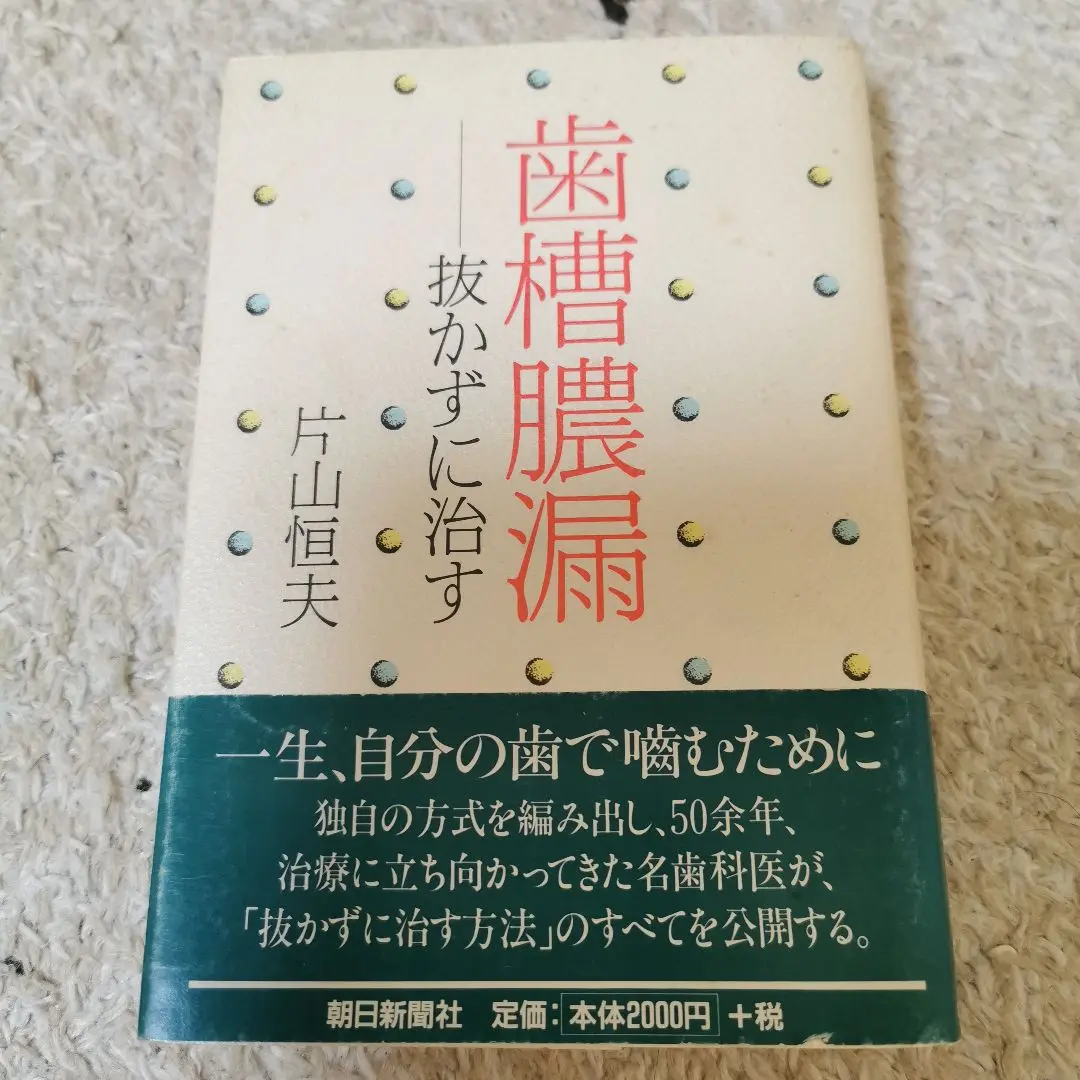 歯槽膿漏
──抜かずに治す
片山恒夫
一生、自分の歯で噛むために
独自の方式を編み出し、50余年、
治療に立ち向かってきた名歯科医が、
「抜かずに治す方法」のすべてを公開する。
朝日新聞社 定価:本体2000円+税